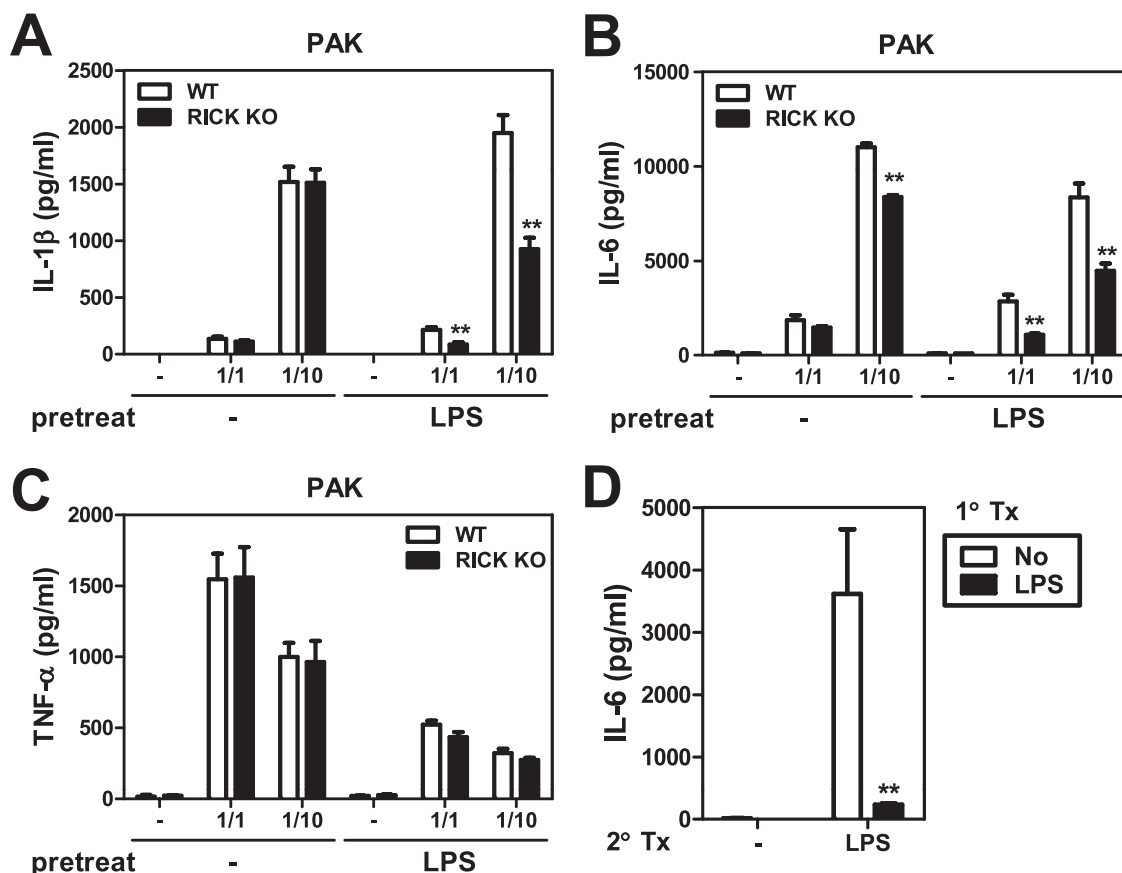 A
PAK
IL-1β (pg/ml)
2500
2000
1500
1000
500
0
WT
RICK KO
**
**
- 1/1 1/10 - 1/1 1/10
pretreat - LPS
B
PAK
IL-6 (pg/ml)
15000
10000
5000
0
WT
RICK KO
**
**
**
- 1/1 1/10 - 1/1 1/10
- LPS
C
PAK
TNF-α (pg/ml)
2000
1500
1000
500
0
WT
RICK KO
- 1/1 1/10 - 1/1 1/10
pretreat - LPS
D
IL-6 (pg/ml)
5000
4000
3000
2000
1000
0
1° Tx
No
LPS
**
2° Tx - LPS